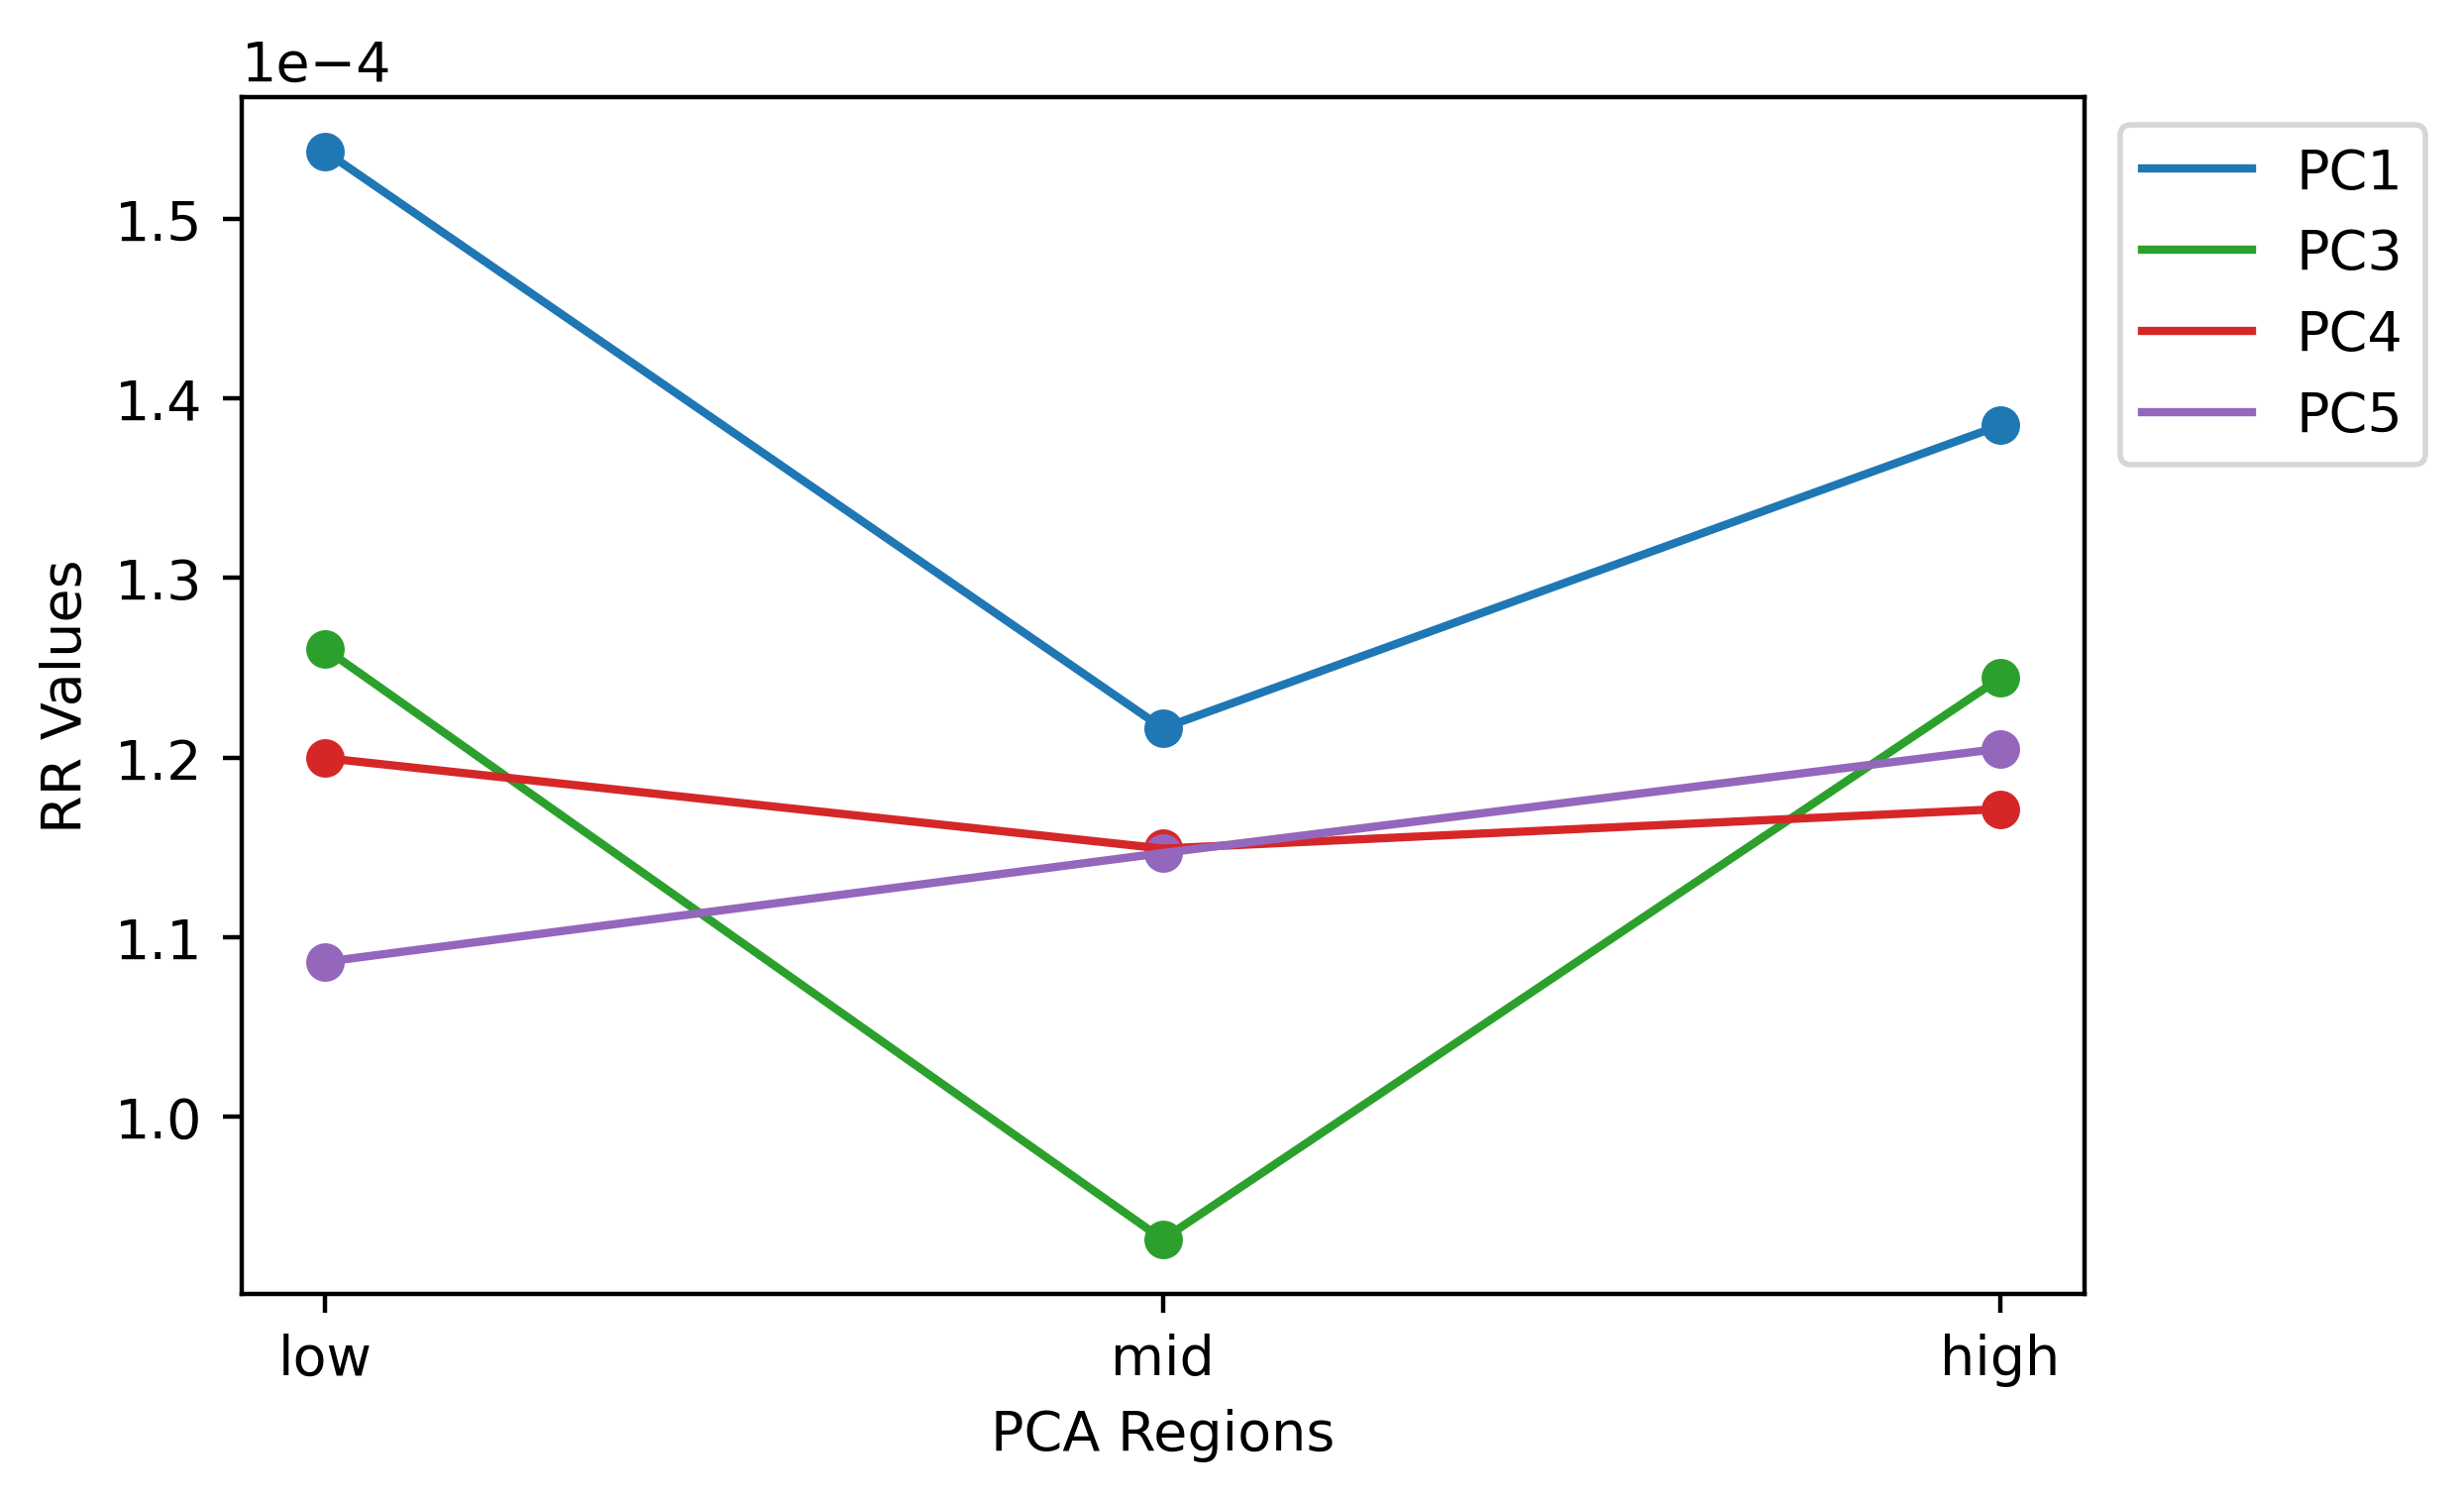 1e−4
1.5
1.4
1.3
1.2
1.1
1.0
RR Values
low
mid
high
PCA Regions
PC1
PC3
PC4
PC5